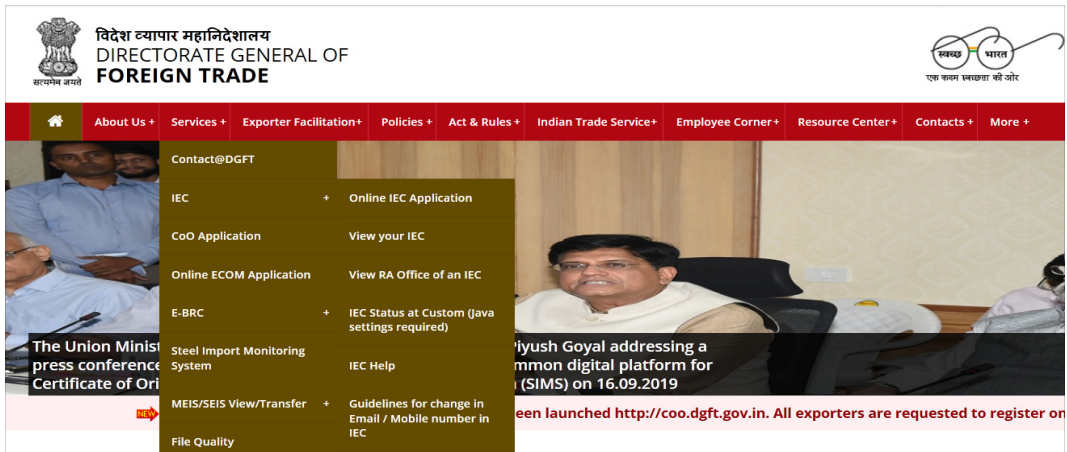 विदेश व्यापार महानिदेशालय
DIRECTORATE GENERAL OF
FOREIGN TRADE
सत्यमेव जयते
स्वच्छ भारत
एक कदम स्वच्छता की ओर
About Us + Services + Exporter Facilitation+ Policies + Act & Rules + Indian Trade Service+ Employee Corner+ Resource Center+ Contacts + More +
Contact@DGFT
IEC +
CoO Application
Online ECOM Application
E-BRC +
Steel Import Monitoring
System
MEIS/SEIS View/Transfer +
File Quality
Online IEC Application
View your IEC
View RA Office of an IEC
IEC Status at Custom (Java
settings required)
IEC Help
Guidelines for change in
Email / Mobile number in
IEC
The Union Minist Piyush Goyal addressing a
press conference mmon digital platform for
Certificate of Ori (SIMS) on 16.09.2019
NEW een launched http://coo.dgft.gov.in. All exporters are requested to register on